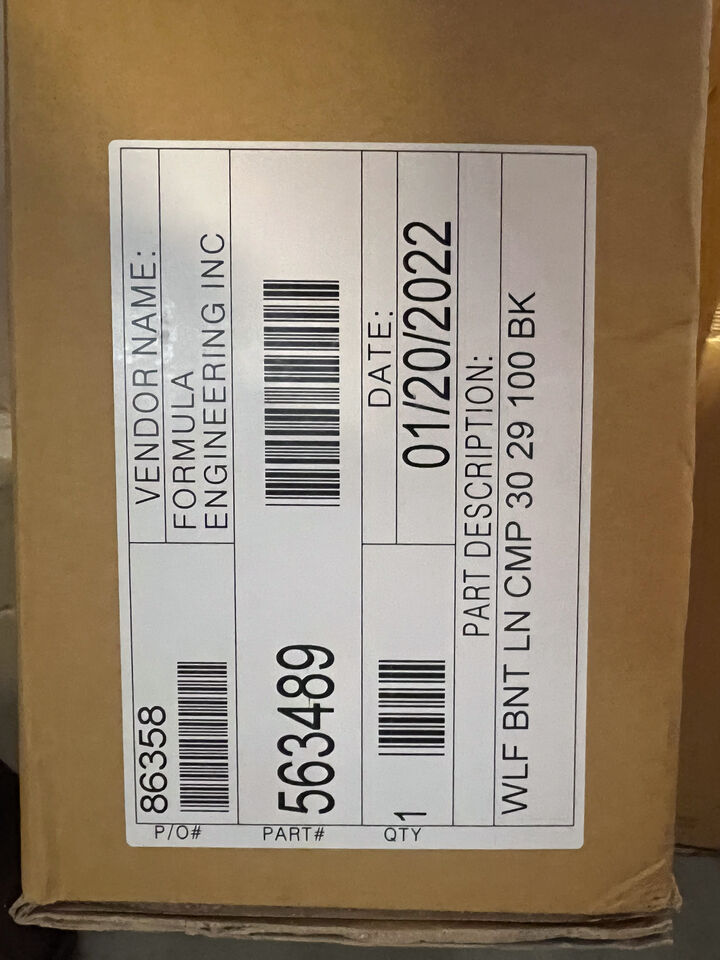 P/O#
86358
VENDOR NAME:
FORMULA
ENGINEERING INC
PART#
563489
QTY
1
DATE:
01/20/2022
PART DESCRIPTION:
WLF BNT LN CMP 30 29 100 BK